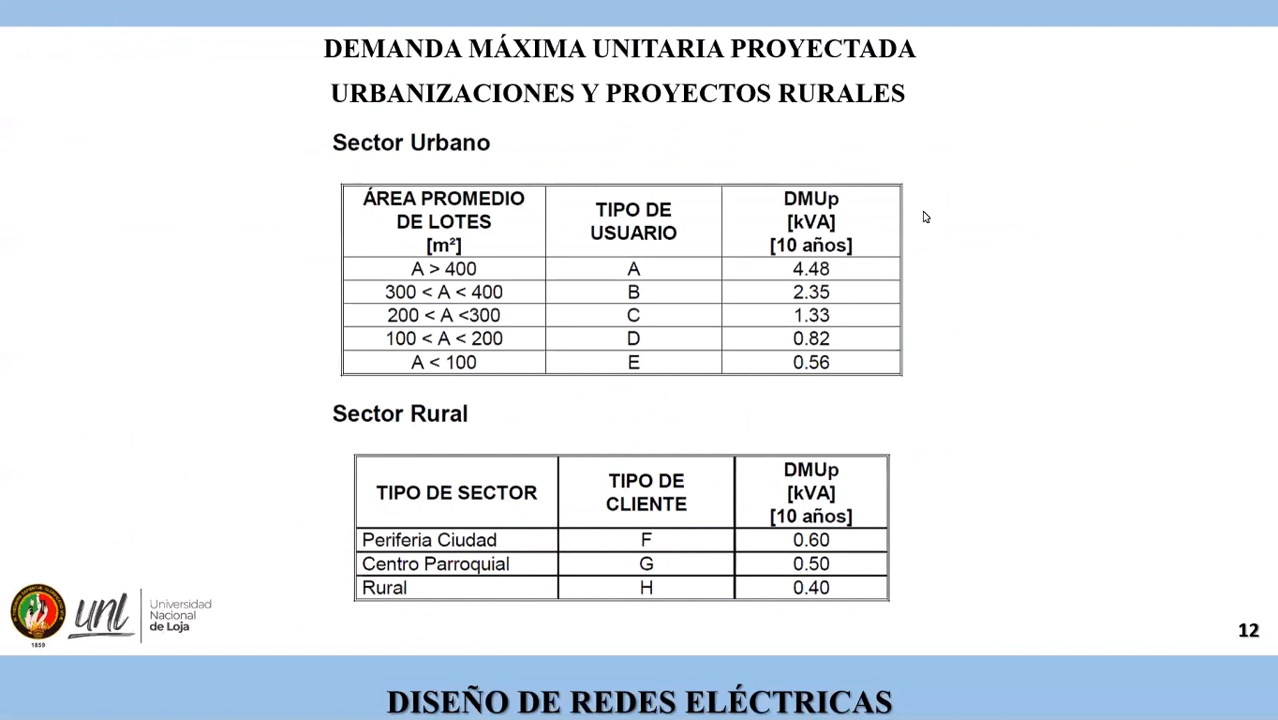 DEMANDA MÁXIMA UNITARIA PROYECTADA
URBANIZACIONES Y PROYECTOS RURALES
Sector Urbano
ÁREA PROMEDIO DE LOTES [m²] TIPO DE USUARIO DMUp [kVA] [10 años]
A > 400 A 4.48
300 < A < 400 B 2.35
200 < A <300 C 1.33
100 < A < 200 D 0.82
A < 100 E 0.56
Sector Rural
TIPO DE SECTOR TIPO DE CLIENTE DMUp [kVA] [10 años]
Periferia Ciudad F 0.60
Centro Parroquial G 0.50
Rural H 0.40
1859
unl
Universidad
Nacional
de Loja
12
DISEÑO DE REDES ELÉCTRICAS